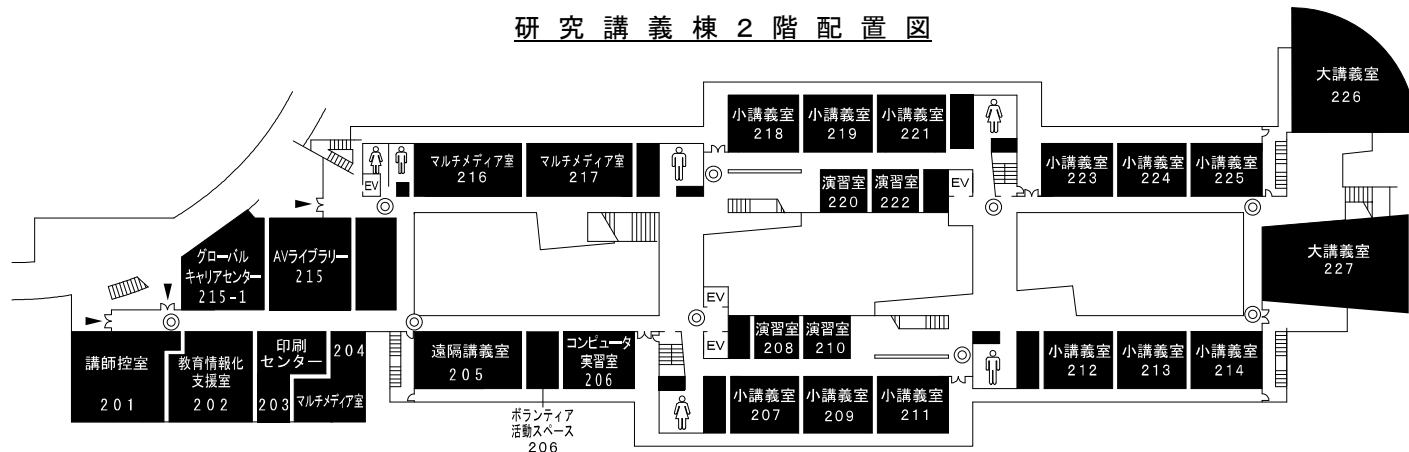 研究講義棟２階配置図
大講義室
226
小講義室
218
小講義室
219
小講義室
221
マルチメディア室
216
マルチメディア室
217
小講義室
223
小講義室
224
小講義室
225
EV
演習室
220
演習室
222
EV
グローバル
キャリアセンター
215-1
AVライブラリー
215
大講義室
227
EV
EV
演習室
208
演習室
210
講師控室
201
教育情報化
支援室
202
印刷
センター
203
204
マルチメディア室
遠隔講義室
205
コンピュータ
実習室
206
小講義室
212
小講義室
213
小講義室
214
小講義室
207
小講義室
209
小講義室
211
ボランティア
活動スペース
206